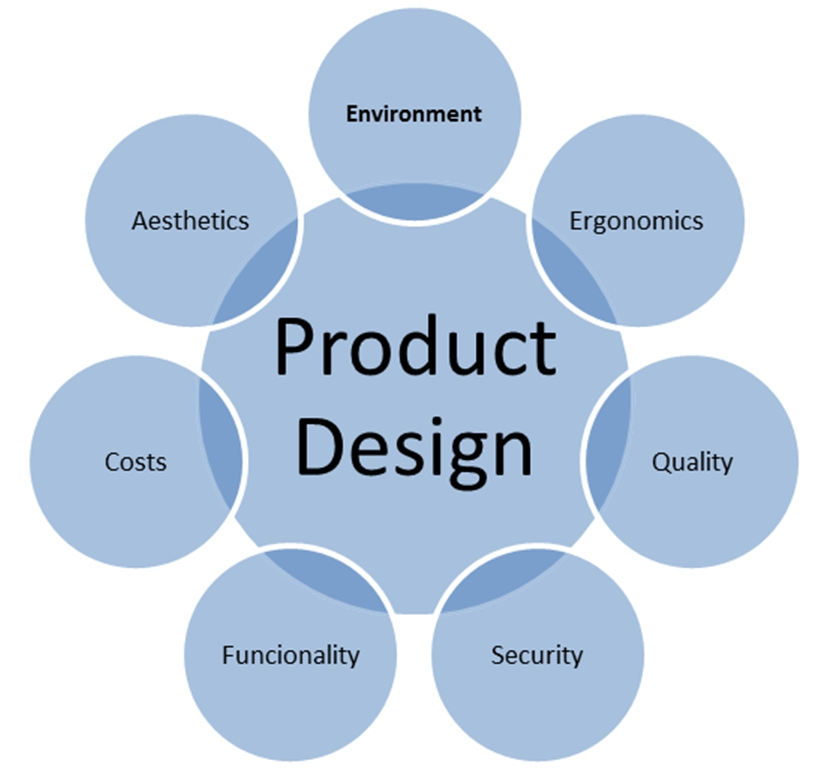 Environment
Aesthetics
Ergonomics
Product
Design
Costs
Quality
Funcionality
Security